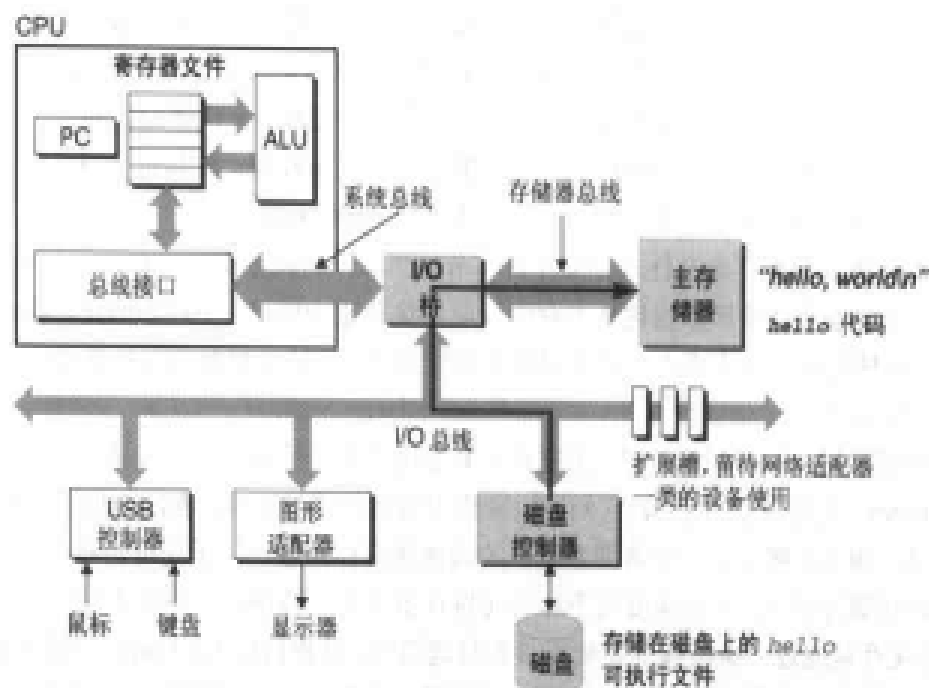 CPU
寄存器文件
PC
ALU
系统总线
存储器总线
总线接口
I/O
桥
主存
储器
"hello, world\n"
hello 代码
I/O 总线
扩展槽，留待网络适配器
一类的设备使用
USB
控制器
图形
适配器
磁盘
控制器
鼠标
键盘
显示器
磁盘
存储在磁盘上的 hello
可执行文件